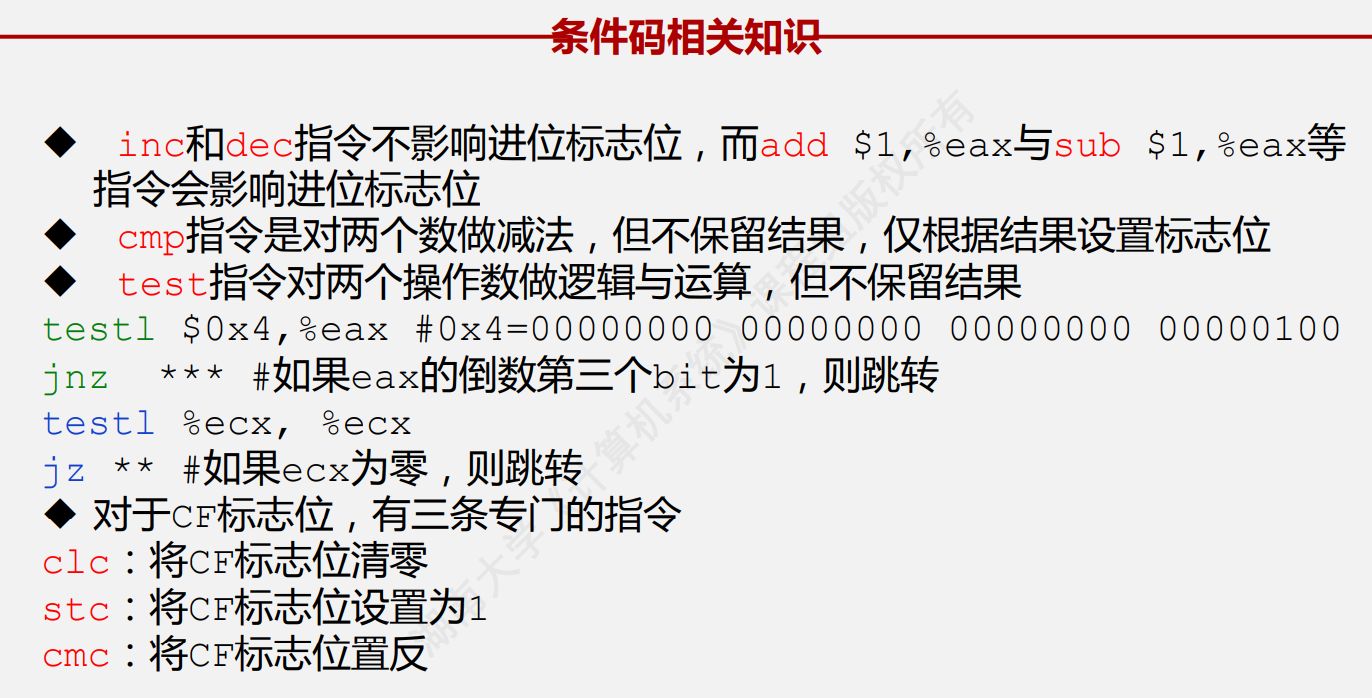 条件码相关知识
◆ inc和dec指令不影响进位标志位，而add $1,%eax与sub $1,%eax等
指令会影响进位标志位
◆ cmp指令是对两个数做减法，但不保留结果，仅根据结果设置标志位
◆ test指令对两个操作数做逻辑与运算，但不保留结果
testl $0x4,%eax #0x4=00000000 00000000 00000000 00000100
jnz *** #如果eax的倒数第三个bit为1，则跳转
testl %ecx, %ecx
jz ** #如果ecx为零，则跳转
◆ 对于CF标志位，有三条专门的指令
clc：将CF标志位清零
stc：将CF标志位设置为1
cmc：将CF标志位置反